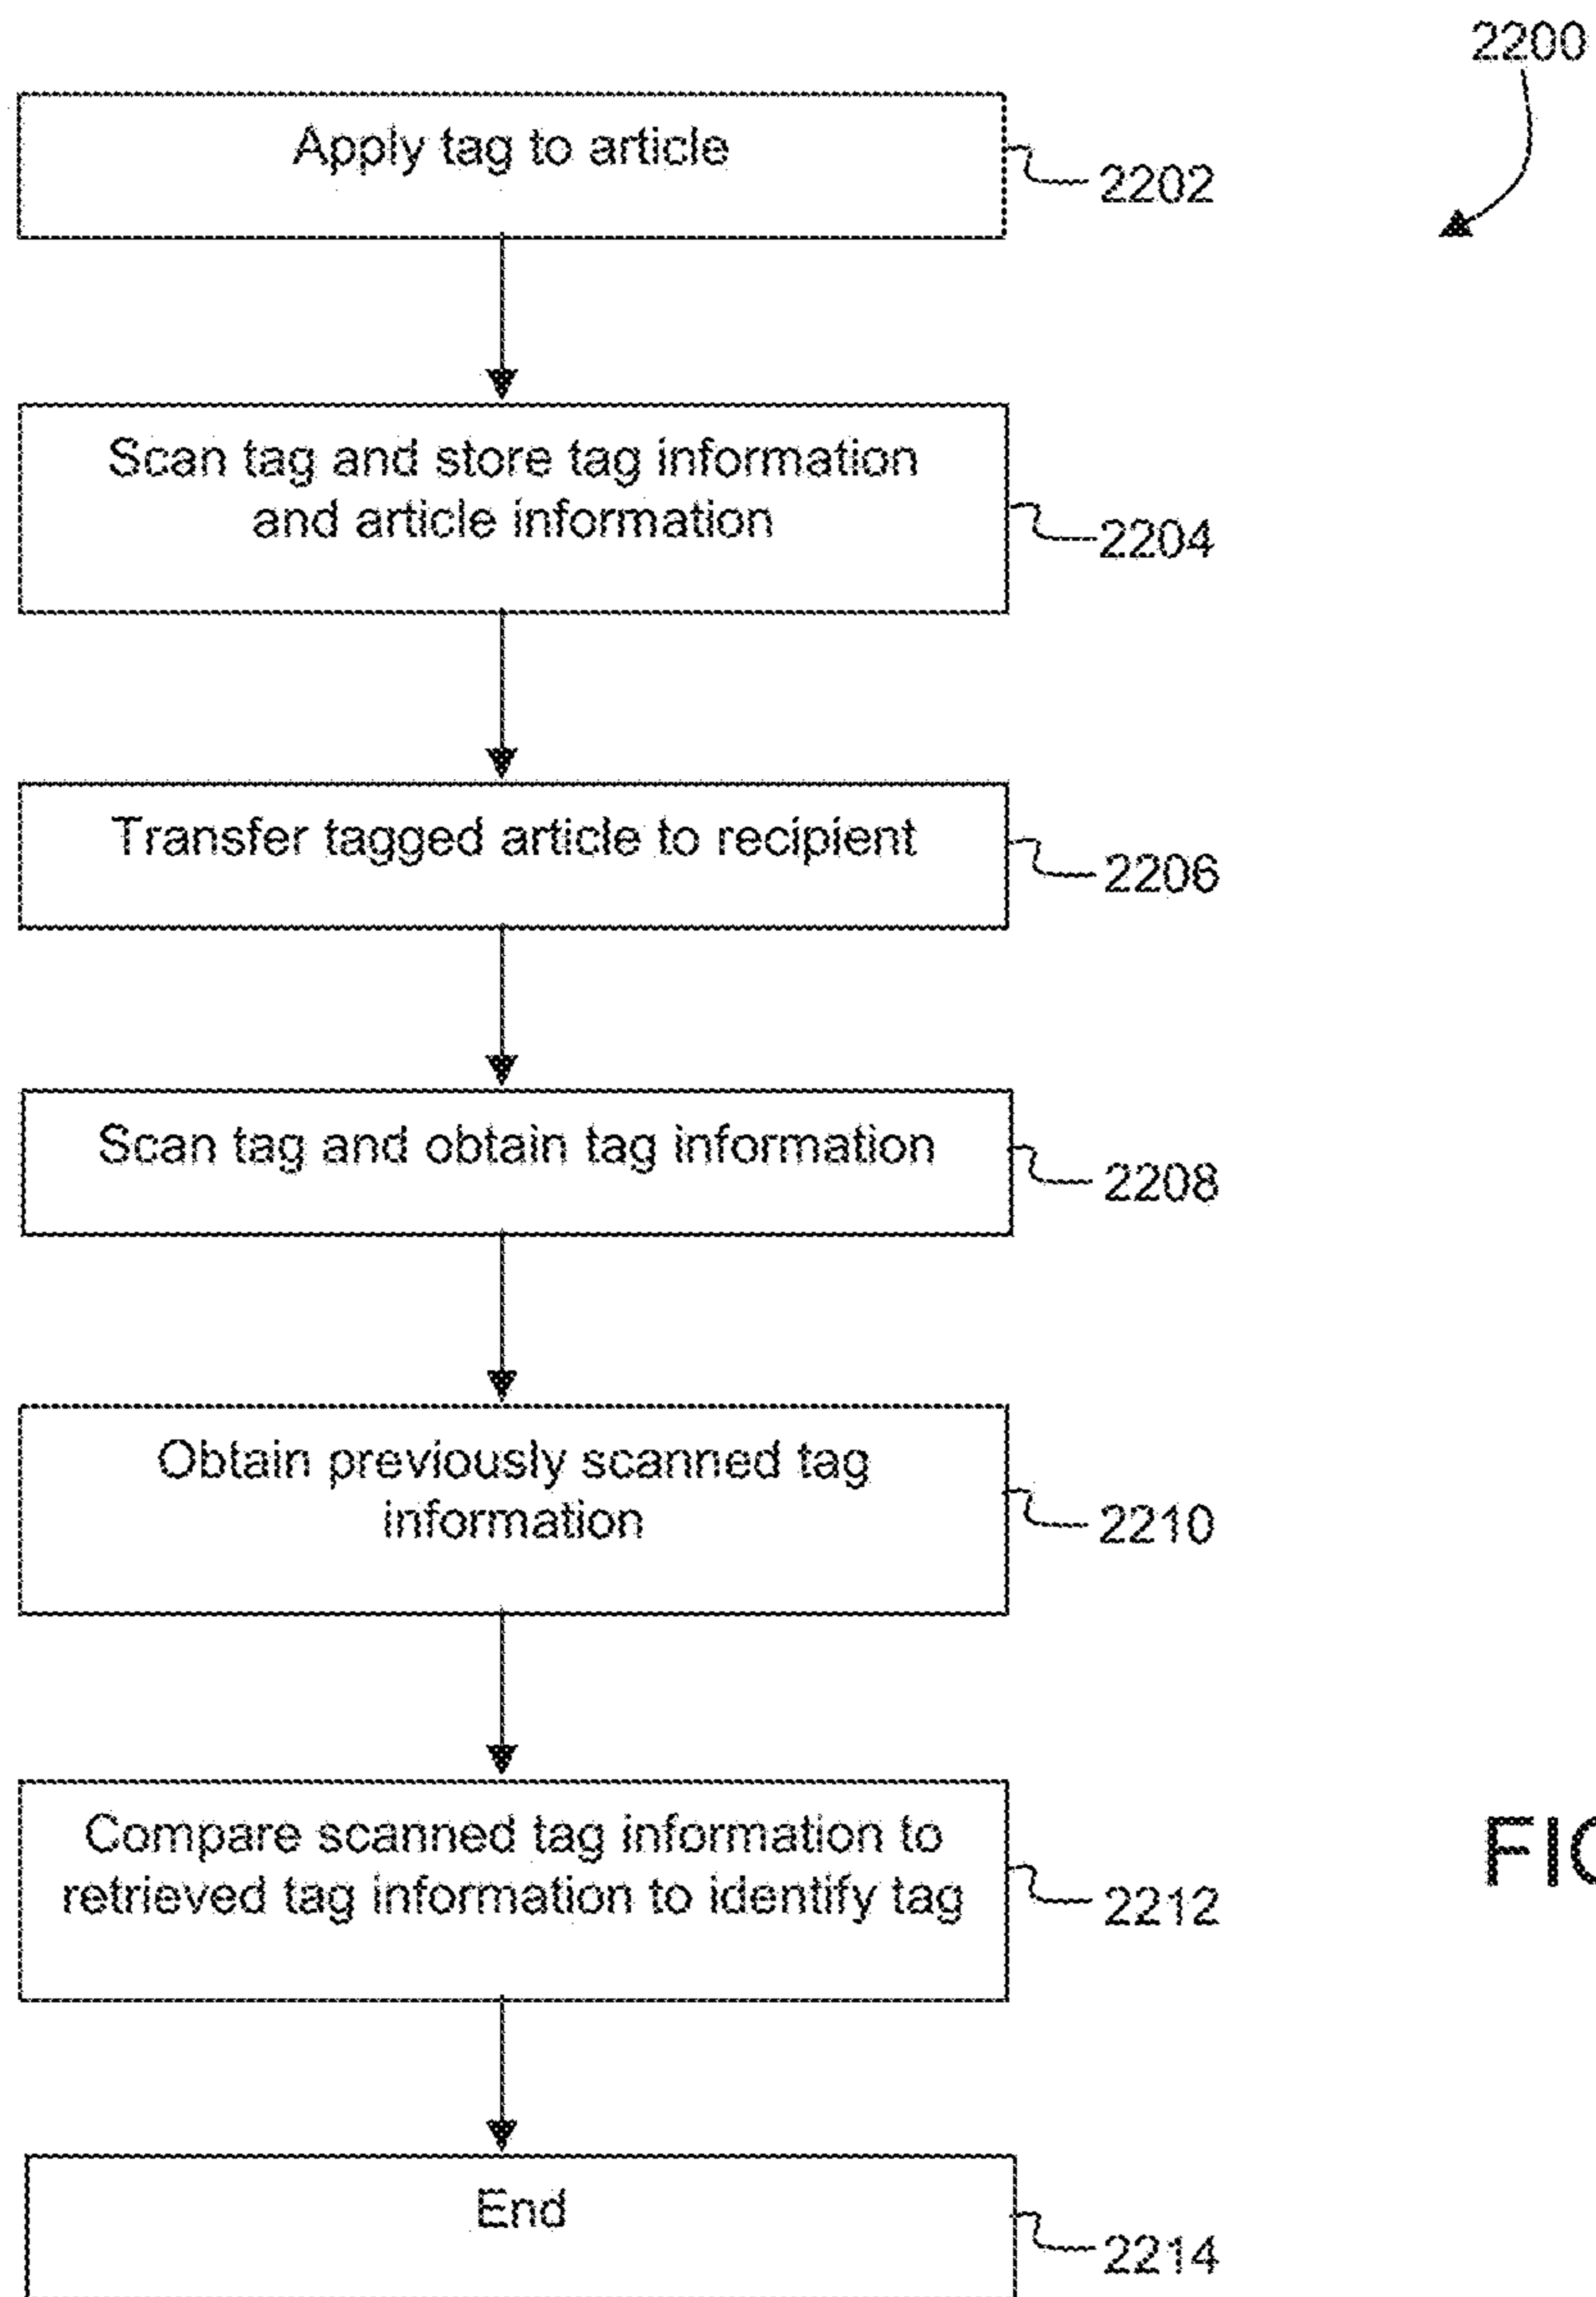 2200
Apply tag to article
2202
Scan tag and store tag information
and article information
2204
Transfer tagged article to recipient
2206
Scan tag and obtain tag information
2208
Obtain previously scanned tag
information
2210
Compare scanned tag information to
retrieved tag information to identify tag
2212
End
2214